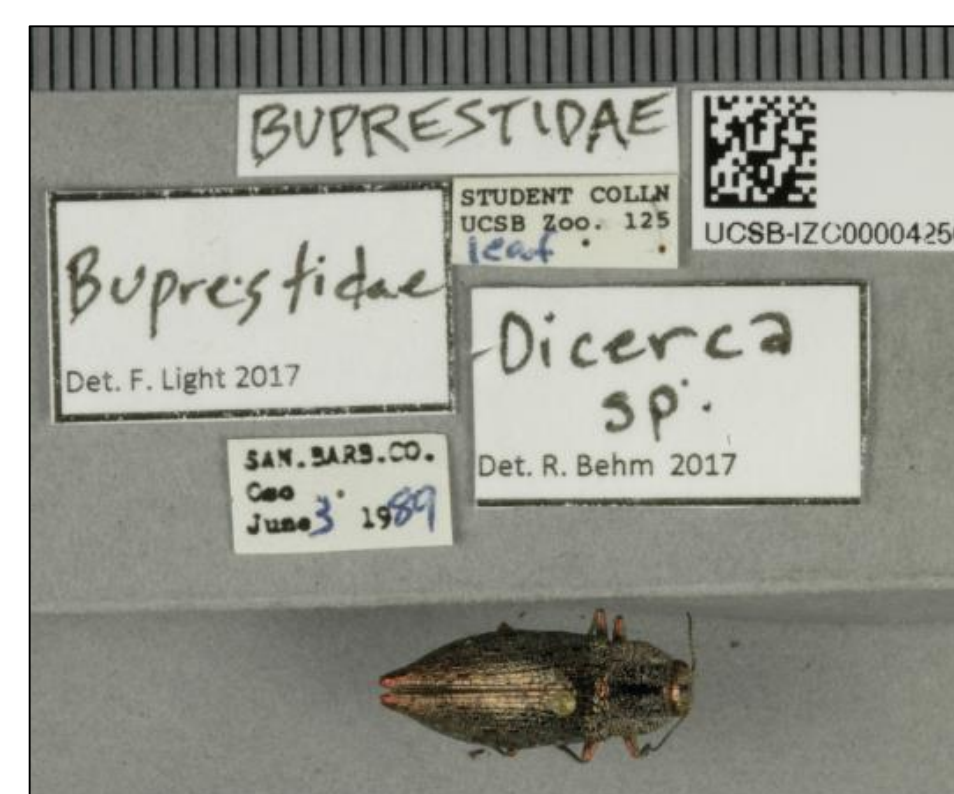 BUPRESTIDAE
STUDENT COLLN
UCSB Zoo. 125
leaf
UCSB-IZC0000425
Buprestidae
Det. F. Light 2017
Dicerca
sp.
Det. R. Behm 2017
SAN.BARB.CO.
June 3 1989